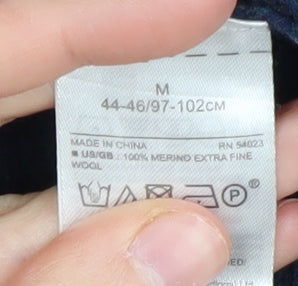 M
44-46/97-102CM
MADE IN CHINA RN 54023
■ US/GB : 100% MERINO EXTRA FINE
WOOL
P ®